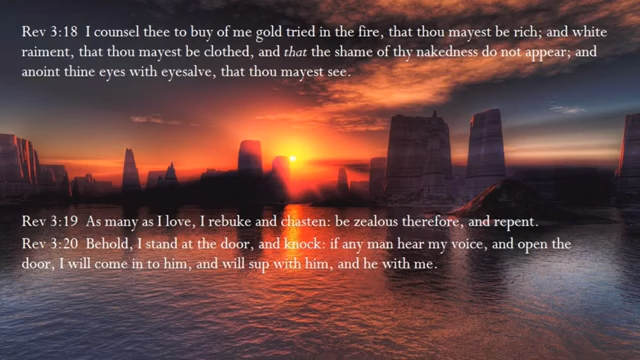 Rev 3:18  I counsel thee to buy of me gold tried in the fire, that thou mayest be rich; and white
raiment, that thou mayest be clothed, and that the shame of thy nakedness do not appear; and
anoint thine eyes with eyesalve, that thou mayest see.
Rev 3:19  As many as I love, I rebuke and chasten: be zealous therefore, and repent.
Rev 3:20  Behold, I stand at the door, and knock: if any man hear my voice, and open the
door, I will come in to him, and will sup with him, and he with me.